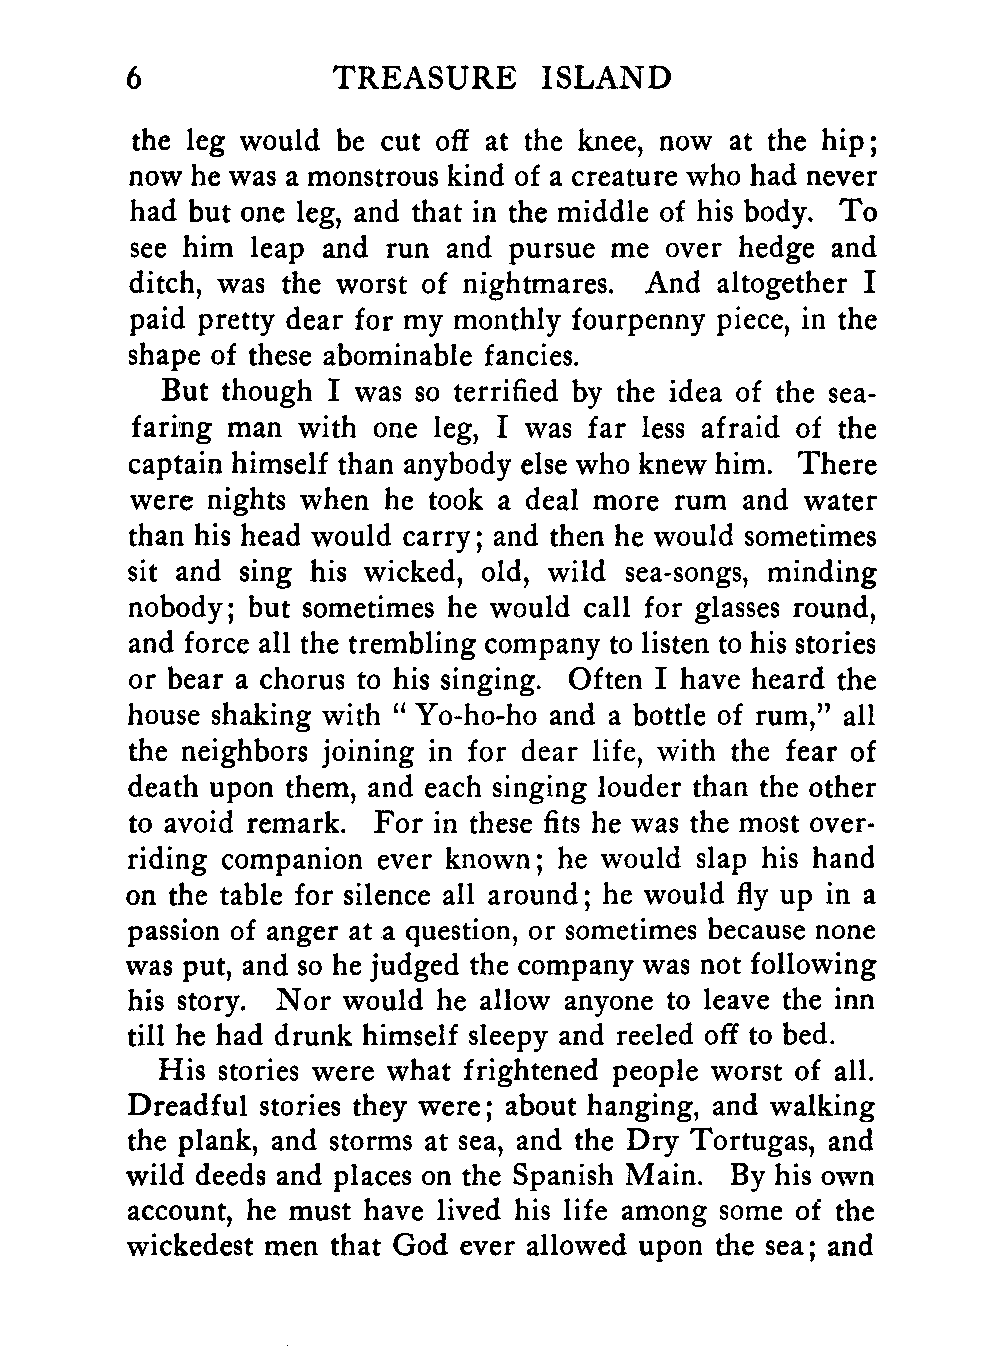 6 TREASURE ISLAND
the leg would be cut off at the knee, now at the hip;
now he was a monstrous kind of a creature who had never
had but one leg, and that in the middle of his body. To
see him leap and run and pursue me over hedge and
ditch, was the worst of nightmares. And altogether I
paid pretty dear for my monthly fourpenny piece, in the
shape of these abominable fancies.
But though I was so terrified by the idea of the sea-
faring man with one leg, I was far less afraid of the
captain himself than anybody else who knew him. There
were nights when he took a deal more rum and water
than his head would carry; and then he would sometimes
sit and sing his wicked, old, wild sea-songs, minding
nobody; but sometimes he would call for glasses round,
and force all the trembling company to listen to his stories
or bear a chorus to his singing. Often I have heard the
house shaking with “ Yo-ho-ho and a bottle of rum,” all
the neighbors joining in for dear life, with the fear of
death upon them, and each singing louder than the other
to avoid remark. For in these fits he was the most over-
riding companion ever known; he would slap his hand
on the table for silence all around; he would fly up in a
passion of anger at a question, or sometimes because none
was put, and so he judged the company was not following
his story. Nor would he allow anyone to leave the inn
till he had drunk himself sleepy and reeled off to bed.
His stories were what frightened people worst of all.
Dreadful stories they were; about hanging, and walking
the plank, and storms at sea, and the Dry Tortugas, and
wild deeds and places on the Spanish Main. By his own
account, he must have lived his life among some of the
wickedest men that God ever allowed upon the sea; and